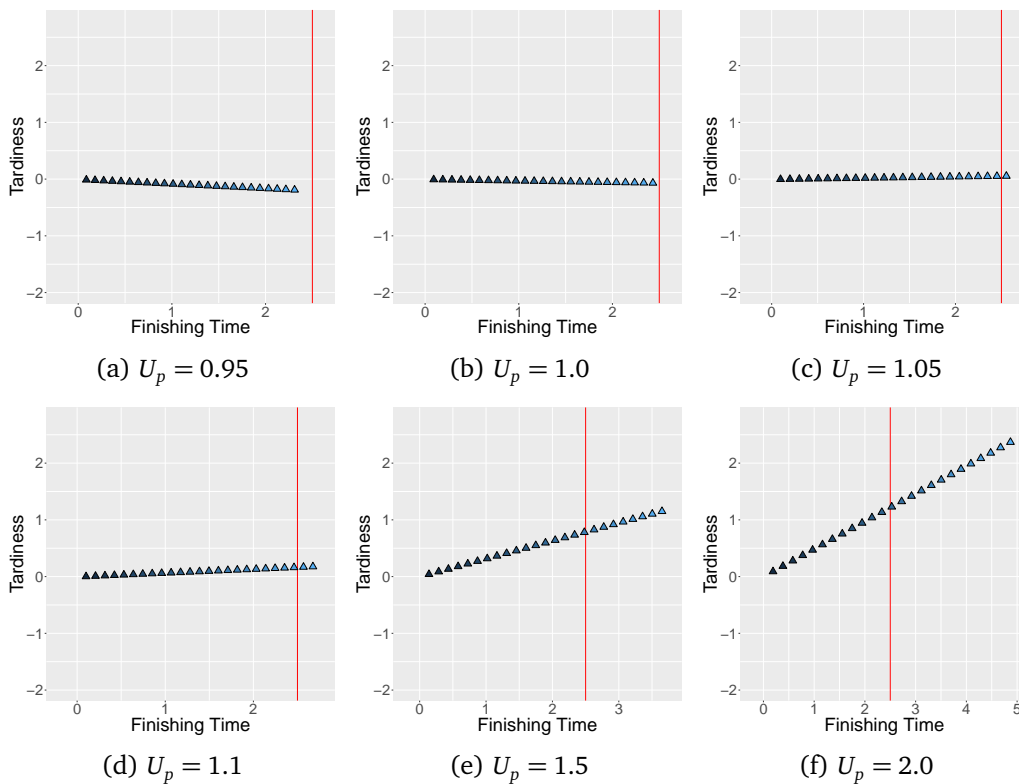 2
1
0
−1
−2
Tardiness
0 1 2
Finishing Time
(a) U_p = 0.95
2
1
0
−1
−2
Tardiness
0 1 2
Finishing Time
(b) U_p = 1.0
2
1
0
−1
−2
Tardiness
0 1 2
Finishing Time
(c) U_p = 1.05
2
1
0
−1
−2
Tardiness
0 1 2
Finishing Time
(d) U_p = 1.1
2
1
0
−1
−2
Tardiness
0 1 2 3
Finishing Time
(e) U_p = 1.5
2
1
0
−1
−2
Tardiness
0 1 2 3 4 5
Finishing Time
(f) U_p = 2.0